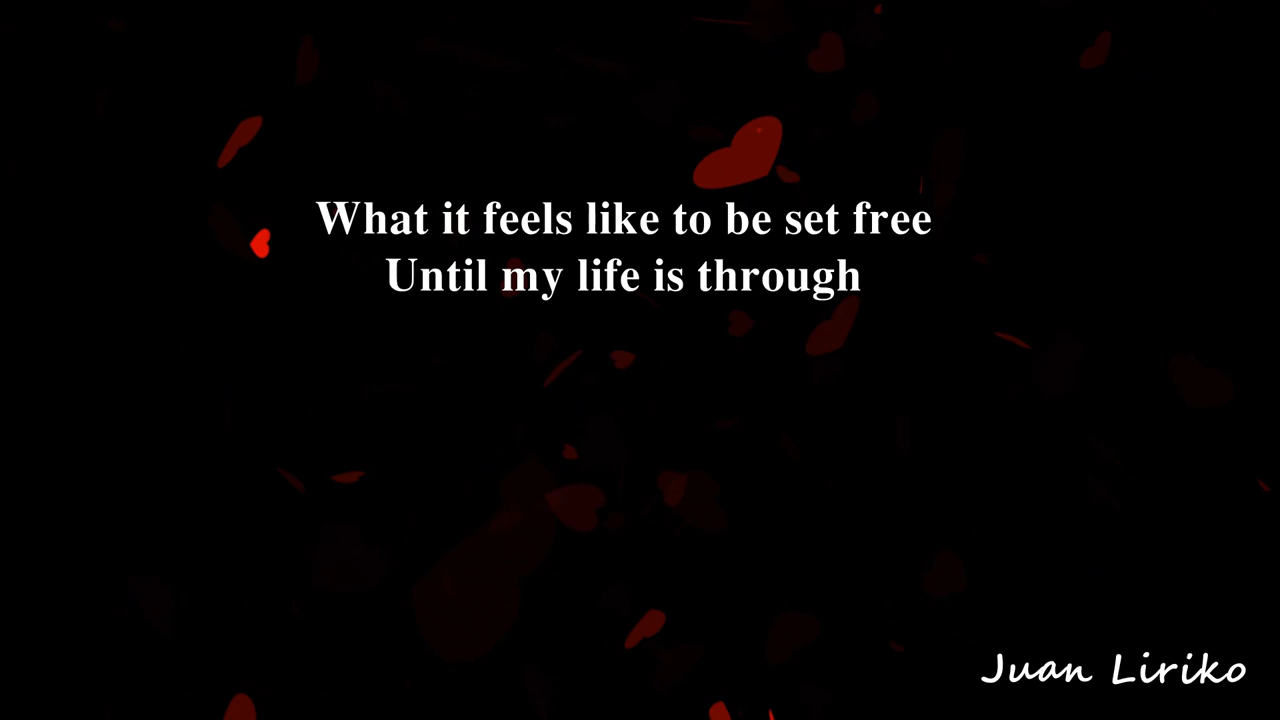 What it feels like to be set free
Until my life is through
Juan Liriko